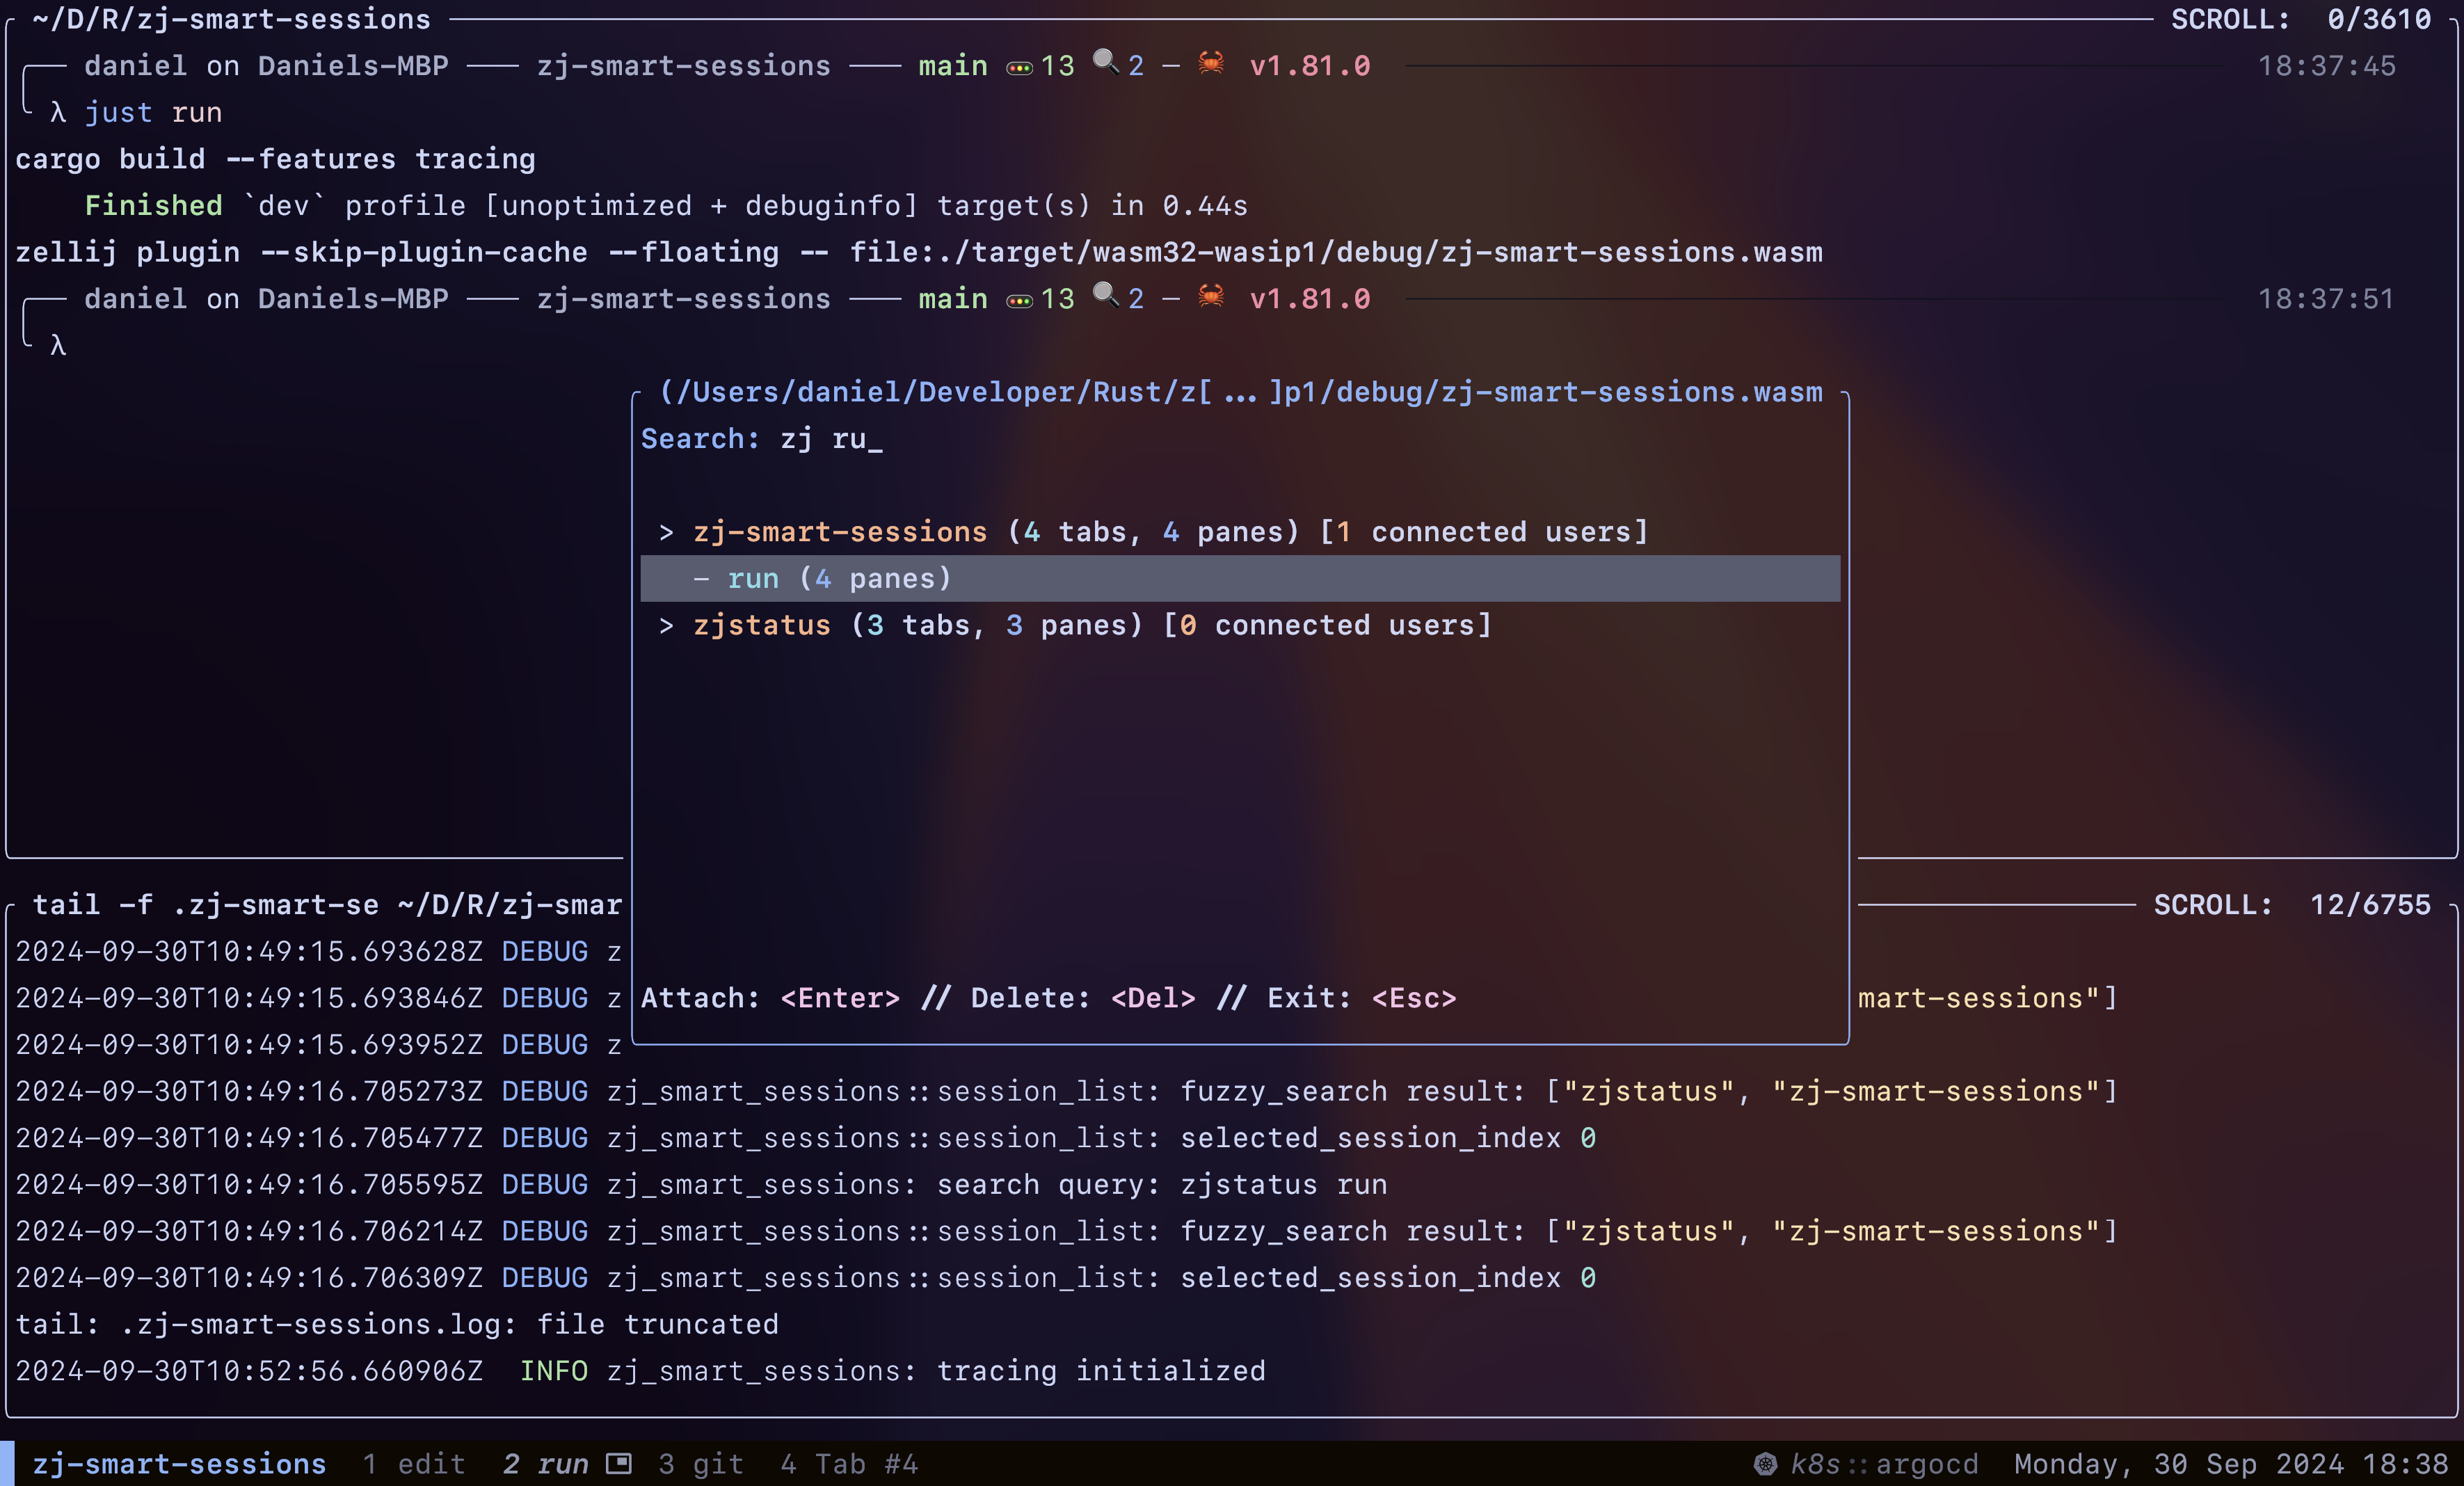 ~/D/R/zj-smart-sessions SCROLL: 0/3610
daniel on Daniels-MBP zj-smart-sessions main 13 2 — v1.81.0 18:37:45
λ just run
cargo build --features tracing
Finished `dev` profile [unoptimized + debuginfo] target(s) in 0.44s
zellij plugin --skip-plugin-cache --floating -- file:./target/wasm32-wasip1/debug/zj-smart-sessions.wasm
daniel on Daniels-MBP zj-smart-sessions main 13 2 — v1.81.0 18:37:51
λ
(/Users/daniel/Developer/Rust/z[ ... ]p1/debug/zj-smart-sessions.wasm
Search: zj ru_
> zj-smart-sessions (4 tabs, 4 panes) [1 connected users]
- run (4 panes)
> zjstatus (3 tabs, 3 panes) [0 connected users]
Attach: <Enter> // Delete: <Del> // Exit: <Esc>
tail -f .zj-smart-se ~/D/R/zj-smar SCROLL: 12/6755
2024-09-30T10:49:15.693628Z DEBUG z
2024-09-30T10:49:15.693846Z DEBUG z mart-sessions"]
2024-09-30T10:49:15.693952Z DEBUG z
2024-09-30T10:49:16.705273Z DEBUG zj_smart_sessions::session_list: fuzzy_search result: ["zjstatus", "zj-smart-sessions"]
2024-09-30T10:49:16.705477Z DEBUG zj_smart_sessions::session_list: selected_session_index 0
2024-09-30T10:49:16.705595Z DEBUG zj_smart_sessions: search query: zjstatus run
2024-09-30T10:49:16.706214Z DEBUG zj_smart_sessions::session_list: fuzzy_search result: ["zjstatus", "zj-smart-sessions"]
2024-09-30T10:49:16.706309Z DEBUG zj_smart_sessions::session_list: selected_session_index 0
tail: .zj-smart-sessions.log: file truncated
2024-09-30T10:52:56.660906Z INFO zj_smart_sessions: tracing initialized
zj-smart-sessions 1 edit 2 run 3 git 4 Tab #4 k8s::argocd Monday, 30 Sep 2024 18:38